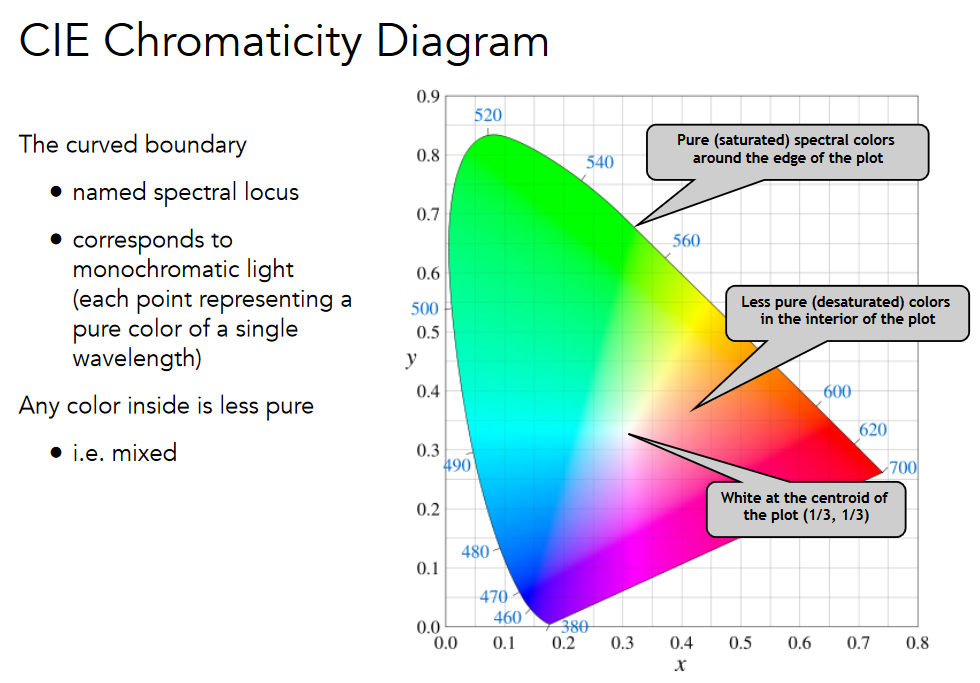 CIE Chromaticity Diagram
The curved boundary
• named spectral locus
• corresponds to
monochromatic light
(each point representing a
pure color of a single
wavelength)
Any color inside is less pure
• i.e. mixed
Pure (saturated) spectral colors
around the edge of the plot
Less pure (desaturated) colors
in the interior of the plot
White at the centroid of
the plot (1/3, 1/3)
0.9
0.8
0.7
0.6
0.5
0.4
0.3
0.2
0.1
0.0
y
520
540
560
500
600
620
700
490
480
470
460
380
0.0 0.1 0.2 0.3 0.4 0.5 0.6 0.7 0.8
x